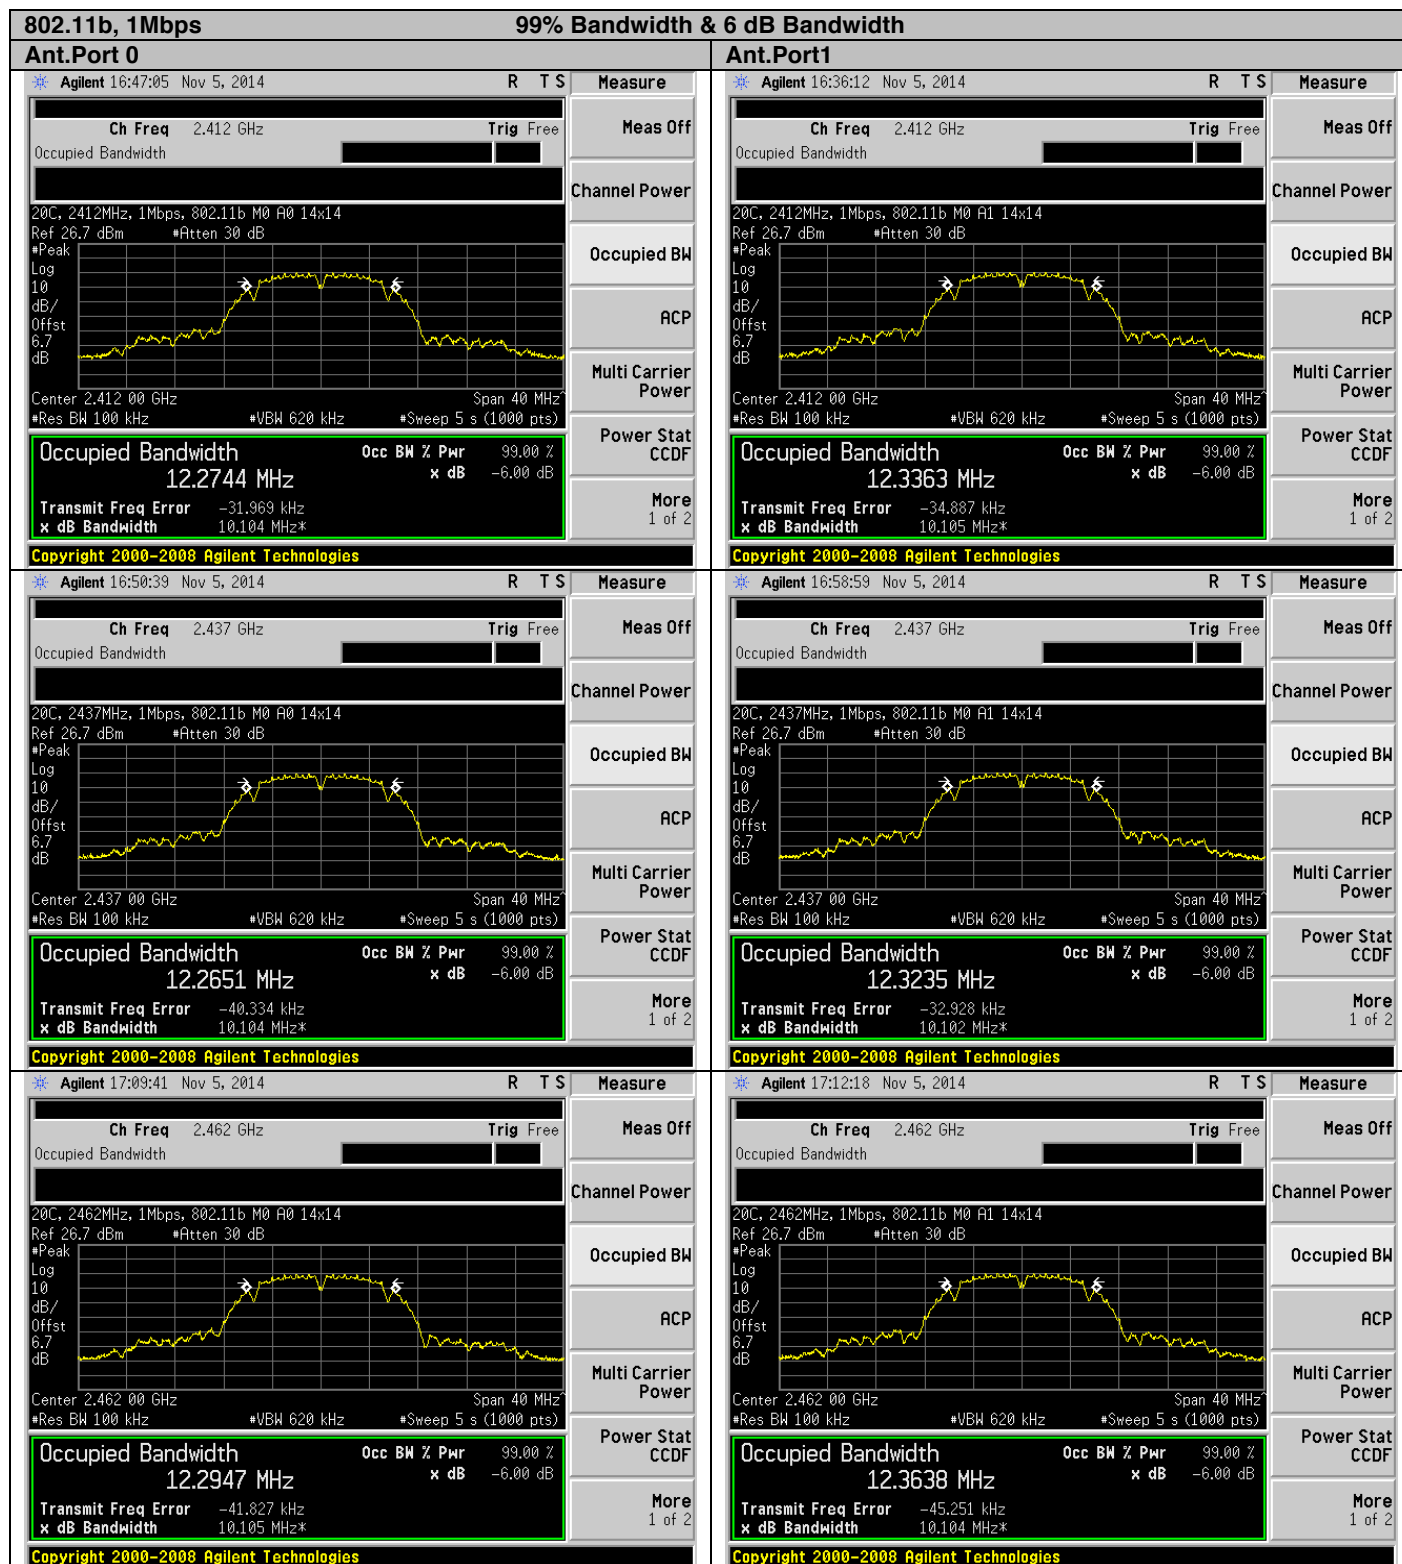 802.11b, 1Mbps 99% Bandwidth & 6 dB Bandwidth
Ant.Port 0 Ant.Port1
Agilent 16:47:05 Nov 5, 2014 R T S Measure
Ch Freq 2.412 GHz Trig Free Meas Off
Occupied Bandwidth
Channel Power
20C, 2412MHz, 1Mbps, 802.11b M0 A0 14x14
Ref 26.7 dBm #Atten 30 dB
#Peak
Occupied BW
Log
10
dB/
ACP
Offst
6.7
dB
Multi Carrier
Power
Center 2.412 00 GHz Span 40 MHz^
#Res BW 100 kHz #VBW 620 kHz #Sweep 5 s (1000 pts)
Power Stat
CCDF
Occupied Bandwidth Occ BW % Pwr 99.00 %
12.2744 MHz x dB -6.00 dB
Transmit Freq Error -31.969 kHz
x dB Bandwidth 10.104 MHz*
More
1 of 2
Copyright 2000-2008 Agilent Technologies
Agilent 16:36:12 Nov 5, 2014 R T S Measure
Ch Freq 2.412 GHz Trig Free Meas Off
Occupied Bandwidth
Channel Power
20C, 2412MHz, 1Mbps, 802.11b M0 A1 14x14
Ref 26.7 dBm #Atten 30 dB
#Peak
Occupied BW
Log
10
dB/
ACP
Offst
6.7
dB
Multi Carrier
Power
Center 2.412 00 GHz Span 40 MHz^
#Res BW 100 kHz #VBW 620 kHz #Sweep 5 s (1000 pts)
Power Stat
CCDF
Occupied Bandwidth Occ BW % Pwr 99.00 %
12.3363 MHz x dB -6.00 dB
Transmit Freq Error -34.887 kHz
x dB Bandwidth 10.105 MHz*
More
1 of 2
Copyright 2000-2008 Agilent Technologies
Agilent 16:50:39 Nov 5, 2014 R T S Measure
Ch Freq 2.437 GHz Trig Free Meas Off
Occupied Bandwidth
Channel Power
20C, 2437MHz, 1Mbps, 802.11b M0 A0 14x14
Ref 26.7 dBm #Atten 30 dB
#Peak
Occupied BW
Log
10
dB/
ACP
Offst
6.7
dB
Multi Carrier
Power
Center 2.437 00 GHz Span 40 MHz^
#Res BW 100 kHz #VBW 620 kHz #Sweep 5 s (1000 pts)
Power Stat
CCDF
Occupied Bandwidth Occ BW % Pwr 99.00 %
12.2651 MHz x dB -6.00 dB
Transmit Freq Error -40.334 kHz
x dB Bandwidth 10.104 MHz*
More
1 of 2
Copyright 2000-2008 Agilent Technologies
Agilent 16:58:59 Nov 5, 2014 R T S Measure
Ch Freq 2.437 GHz Trig Free Meas Off
Occupied Bandwidth
Channel Power
20C, 2437MHz, 1Mbps, 802.11b M0 A1 14x14
Ref 26.7 dBm #Atten 30 dB
#Peak
Occupied BW
Log
10
dB/
ACP
Offst
6.7
dB
Multi Carrier
Power
Center 2.437 00 GHz Span 40 MHz^
#Res BW 100 kHz #VBW 620 kHz #Sweep 5 s (1000 pts)
Power Stat
CCDF
Occupied Bandwidth Occ BW % Pwr 99.00 %
12.3235 MHz x dB -6.00 dB
Transmit Freq Error -32.928 kHz
x dB Bandwidth 10.102 MHz*
More
1 of 2
Copyright 2000-2008 Agilent Technologies
Agilent 17:09:41 Nov 5, 2014 R T S Measure
Ch Freq 2.462 GHz Trig Free Meas Off
Occupied Bandwidth
Channel Power
20C, 2462MHz, 1Mbps, 802.11b M0 A0 14x14
Ref 26.7 dBm #Atten 30 dB
#Peak
Occupied BW
Log
10
dB/
ACP
Offst
6.7
dB
Multi Carrier
Power
Center 2.462 00 GHz Span 40 MHz^
#Res BW 100 kHz #VBW 620 kHz #Sweep 5 s (1000 pts)
Power Stat
CCDF
Occupied Bandwidth Occ BW % Pwr 99.00 %
12.2947 MHz x dB -6.00 dB
Transmit Freq Error -41.827 kHz
x dB Bandwidth 10.105 MHz*
More
1 of 2
Copyright 2000-2008 Agilent Technologies
Agilent 17:12:18 Nov 5, 2014 R T S Measure
Ch Freq 2.462 GHz Trig Free Meas Off
Occupied Bandwidth
Channel Power
20C, 2462MHz, 1Mbps, 802.11b M0 A1 14x14
Ref 26.7 dBm #Atten 30 dB
#Peak
Occupied BW
Log
10
dB/
ACP
Offst
6.7
dB
Multi Carrier
Power
Center 2.462 00 GHz Span 40 MHz^
#Res BW 100 kHz #VBW 620 kHz #Sweep 5 s (1000 pts)
Power Stat
CCDF
Occupied Bandwidth Occ BW % Pwr 99.00 %
12.3638 MHz x dB -6.00 dB
Transmit Freq Error -45.251 kHz
x dB Bandwidth 10.104 MHz*
More
1 of 2
Copyright 2000-2008 Agilent Technologies